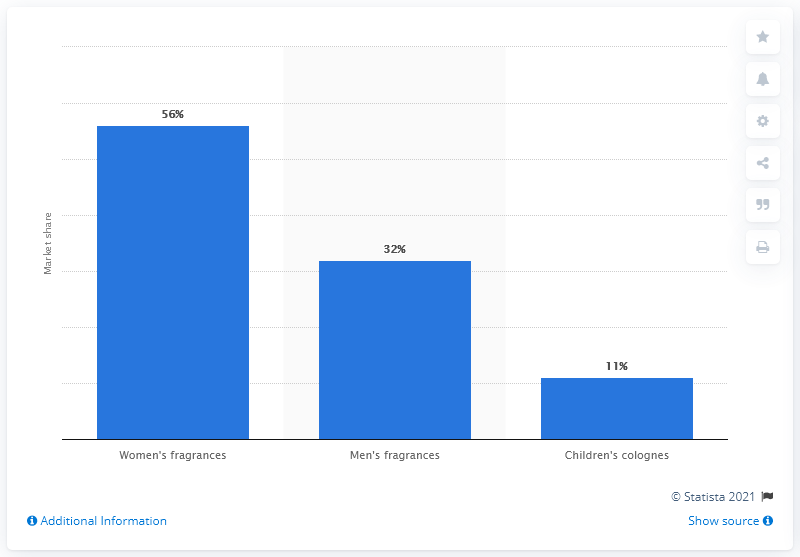 56%
32%
11%
Market share
Women's fragrances
Men's fragrances
Children's colognes
© Statista 2021
Additional Information
Show source